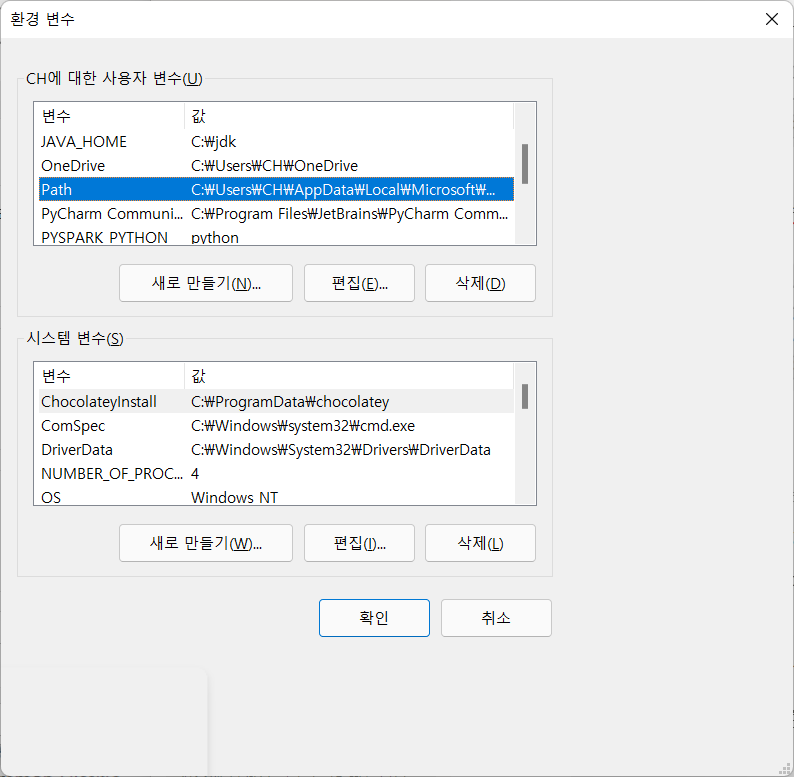 환경 변수
CH에 대한 사용자 변수(U)
변수 값
JAVA_HOME C:₩jdk
OneDrive C:₩Users₩CH₩OneDrive
Path C:₩Users₩CH₩AppData₩Local₩Microsoft₩...
PyCharm Communi... C:₩Program Files₩JetBrains₩PyCharm Comm...
PYSPARK_PYTHON python
새로 만들기(N)... 편집(E)... 삭제(D)
시스템 변수(S)
변수 값
ChocolateyInstall C:₩ProgramData₩chocolatey
ComSpec C:₩Windows₩system32₩cmd.exe
DriverData C:₩Windows₩System32₩Drivers₩DriverData
NUMBER_OF_PROC... 4
OS Windows_NT
새로 만들기(W)... 편집(I)... 삭제(L)
확인 취소